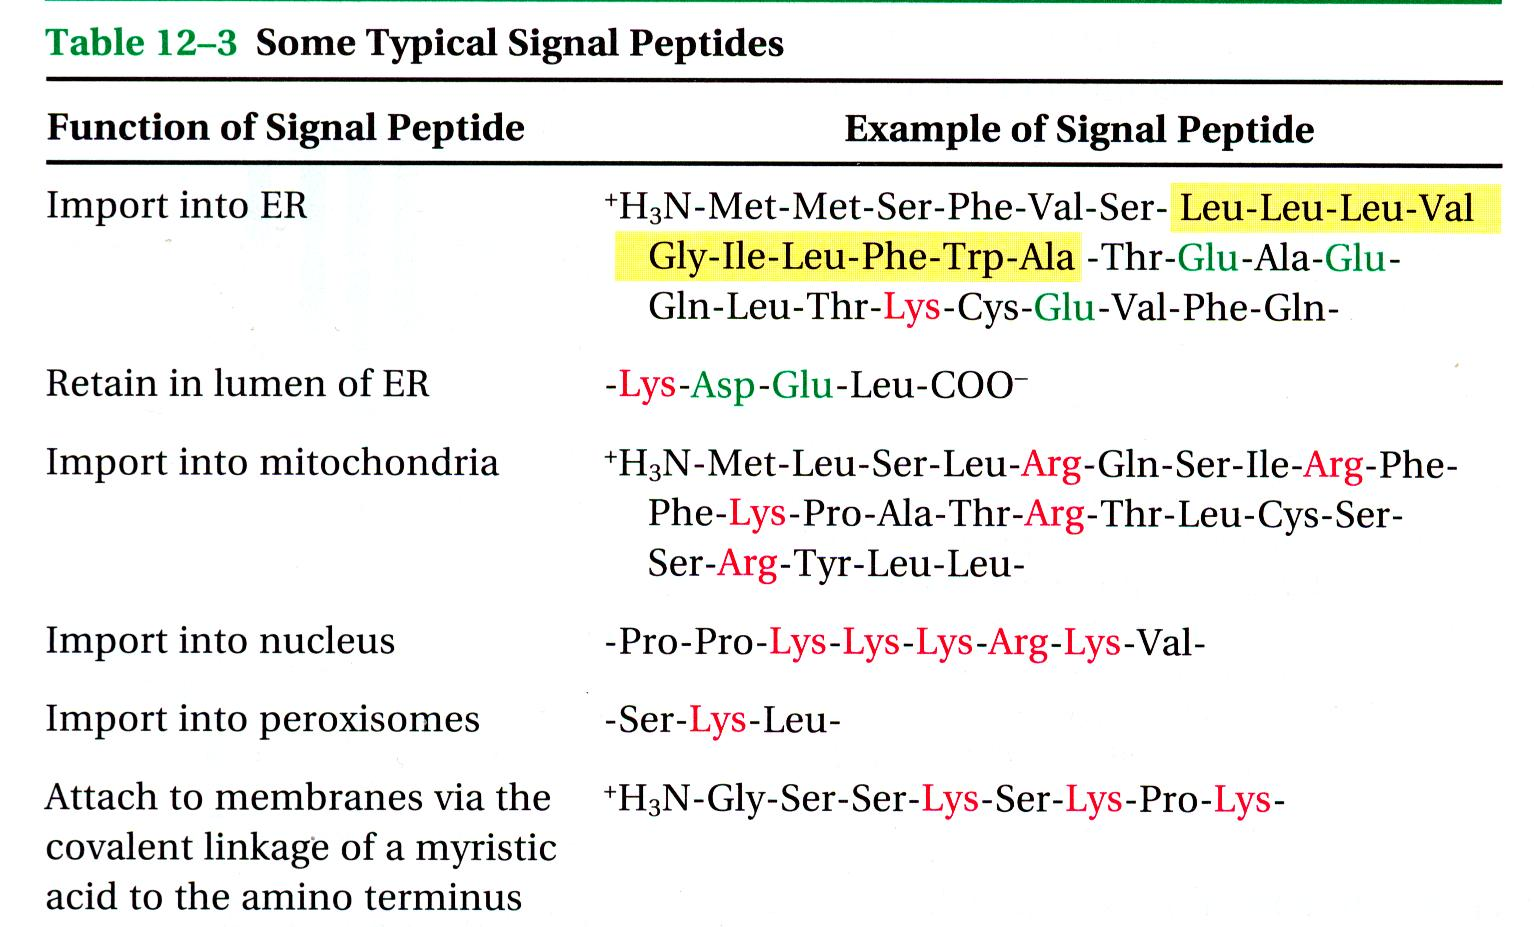 Table 12–3 Some Typical Signal Peptides
Function of Signal Peptide Example of Signal Peptide
Import into ER ⁺H₃N-Met-Met-Ser-Phe-Val-Ser- Leu-Leu-Leu-Val
Gly-Ile-Leu-Phe-Trp-Ala -Thr-Glu-Ala-Glu-
Gln-Leu-Thr-Lys-Cys-Glu-Val-Phe-Gln-
Retain in lumen of ER -Lys-Asp-Glu-Leu-COO⁻
Import into mitochondria ⁺H₃N-Met-Leu-Ser-Leu-Arg-Gln-Ser-Ile-Arg-Phe-
Phe-Lys-Pro-Ala-Thr-Arg-Thr-Leu-Cys-Ser-
Ser-Arg-Tyr-Leu-Leu-
Import into nucleus -Pro-Pro-Lys-Lys-Lys-Arg-Lys-Val-
Import into peroxisomes -Ser-Lys-Leu-
Attach to membranes via the ⁺H₃N-Gly-Ser-Ser-Lys-Ser-Lys-Pro-Lys-
covalent linkage of a myristic
acid to the amino terminus